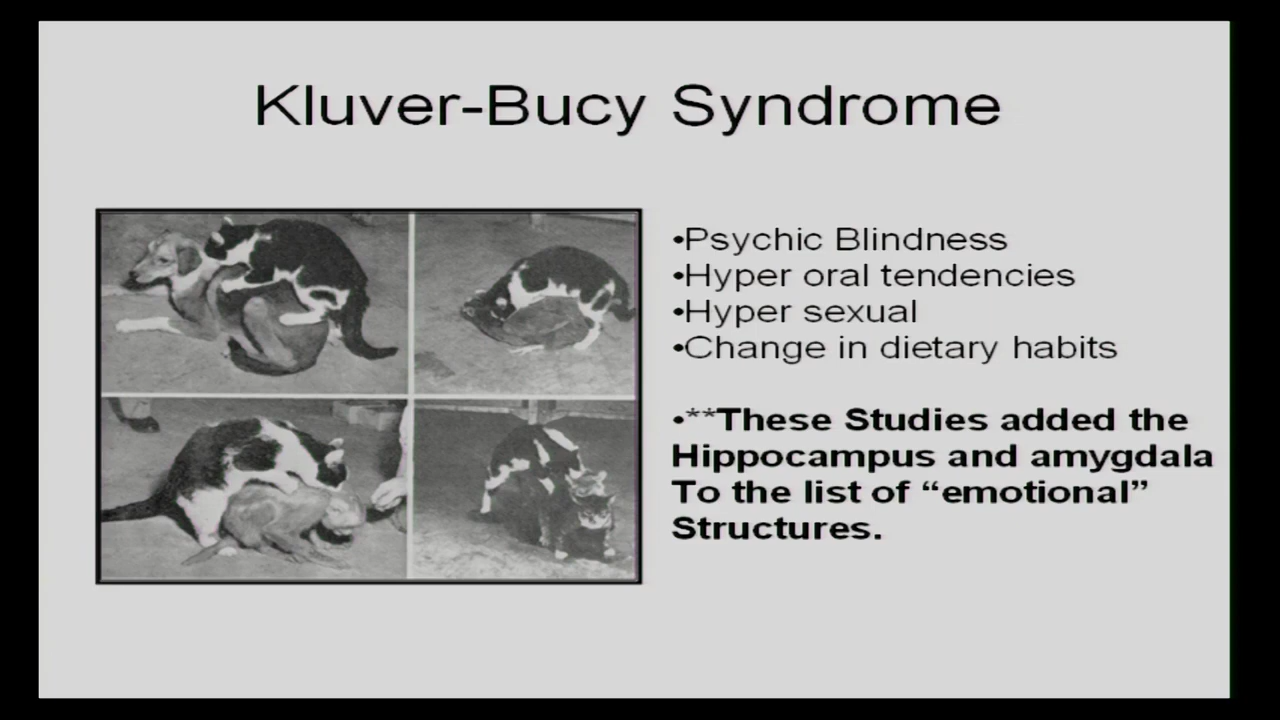 Kluver-Bucy Syndrome
•Psychic Blindness
•Hyper oral tendencies
•Hyper sexual
•Change in dietary habits
•**These Studies added the
Hippocampus and amygdala
To the list of “emotional”
Structures.